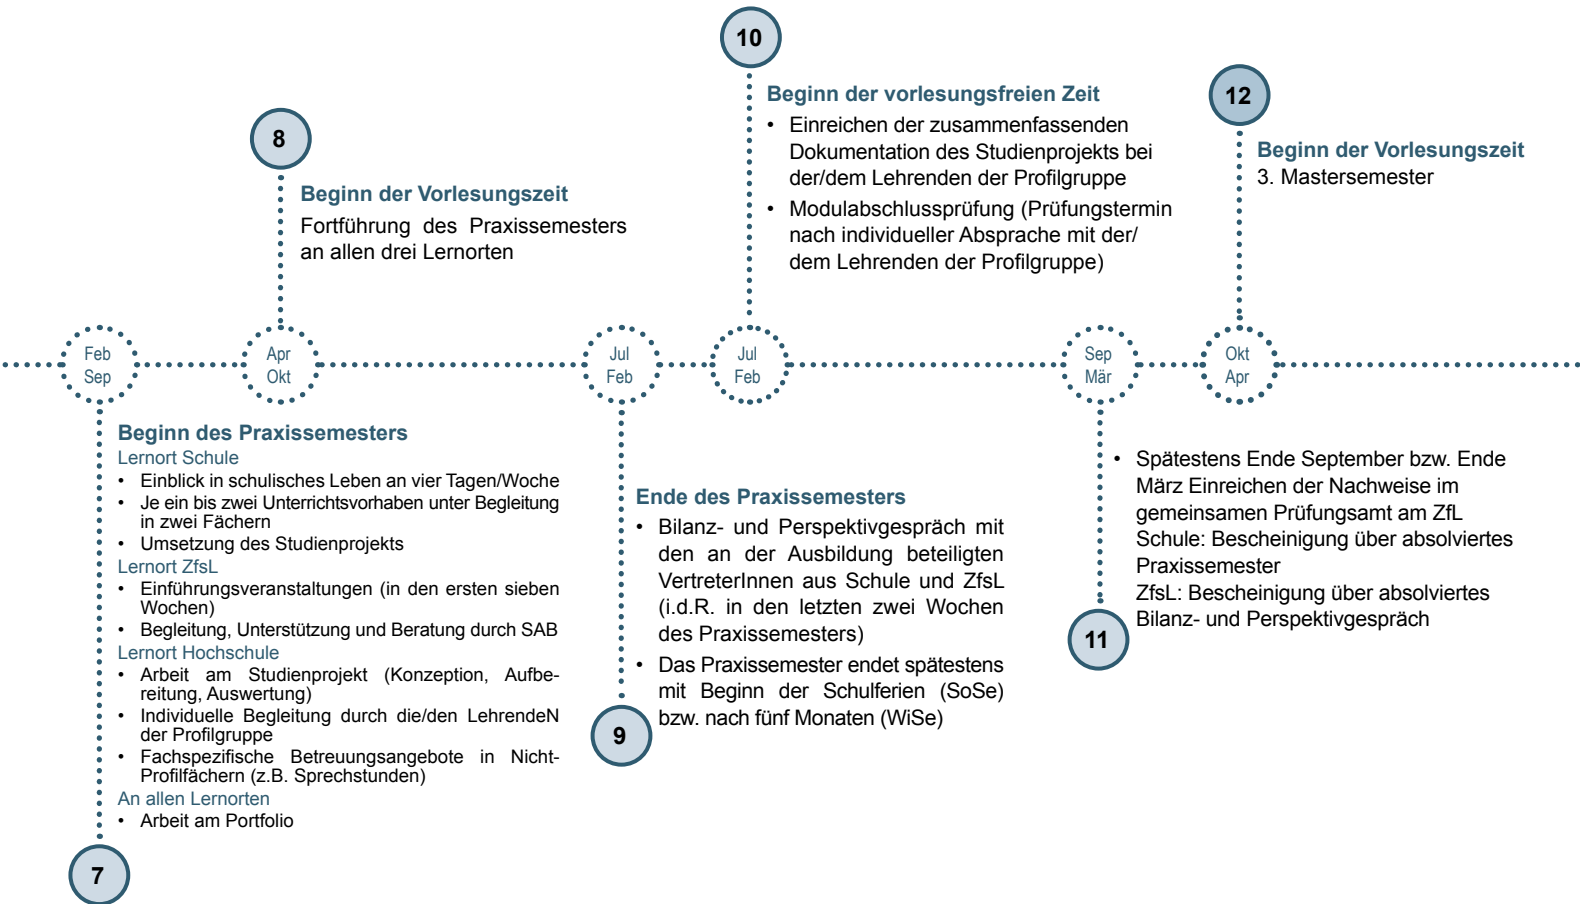 10
Beginn der vorlesungsfreien Zeit
• Einreichen der zusammenfassenden
Dokumentation des Studienprojekts bei
der/dem Lehrenden der Profilgruppe
• Modulabschlussprüfung (Prüfungstermin
nach individueller Absprache mit der/
dem Lehrenden der Profilgruppe)
12
Beginn der Vorlesungszeit
3. Mastersemester
8
Beginn der Vorlesungszeit
Fortführung des Praxissemesters
an allen drei Lernorten
Feb
Sep
Apr
Okt
Jul
Feb
Jul
Feb
Sep
Mär
Okt
Apr
Beginn des Praxissemesters
Lernort Schule
• Einblick in schulisches Leben an vier Tagen/Woche
• Je ein bis zwei Unterrichtsvorhaben unter Begleitung
in zwei Fächern
• Umsetzung des Studienprojekts
Lernort ZfsL
• Einführungsveranstaltungen (in den ersten sieben
Wochen)
• Begleitung, Unterstützung und Beratung durch SAB
Lernort Hochschule
• Arbeit am Studienprojekt (Konzeption, Aufbe-
reitung, Auswertung)
• Individuelle Begleitung durch die/den LehrendeN
der Profilgruppe
• Fachspezifische Betreuungsangebote in Nicht-
Profilfächern (z.B. Sprechstunden)
An allen Lernorten
• Arbeit am Portfolio
7
Ende des Praxissemesters
• Bilanz- und Perspektivgespräch mit
den an der Ausbildung beteiligten
VertreterInnen aus Schule und ZfsL
(i.d.R. in den letzten zwei Wochen
des Praxissemesters)
• Das Praxissemester endet spätestens
mit Beginn der Schulferien (SoSe)
bzw. nach fünf Monaten (WiSe)
9
• Spätestens Ende September bzw. Ende
März Einreichen der Nachweise im
gemeinsamen Prüfungsamt am ZfL
Schule: Bescheinigung über absolviertes
Praxissemester
ZfsL: Bescheinigung über absolviertes
Bilanz- und Perspektivgespräch
11